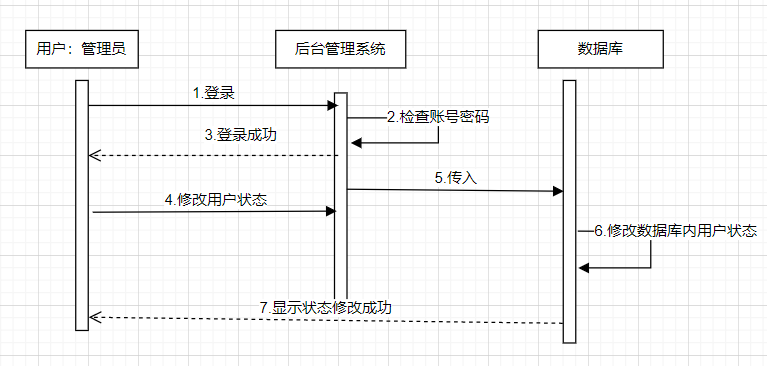 用户：管理员
后台管理系统
数据库
1.登录
2.检查账号密码
3.登录成功
5.传入
4.修改用户状态
6.修改数据库内用户状态
7.显示状态修改成功